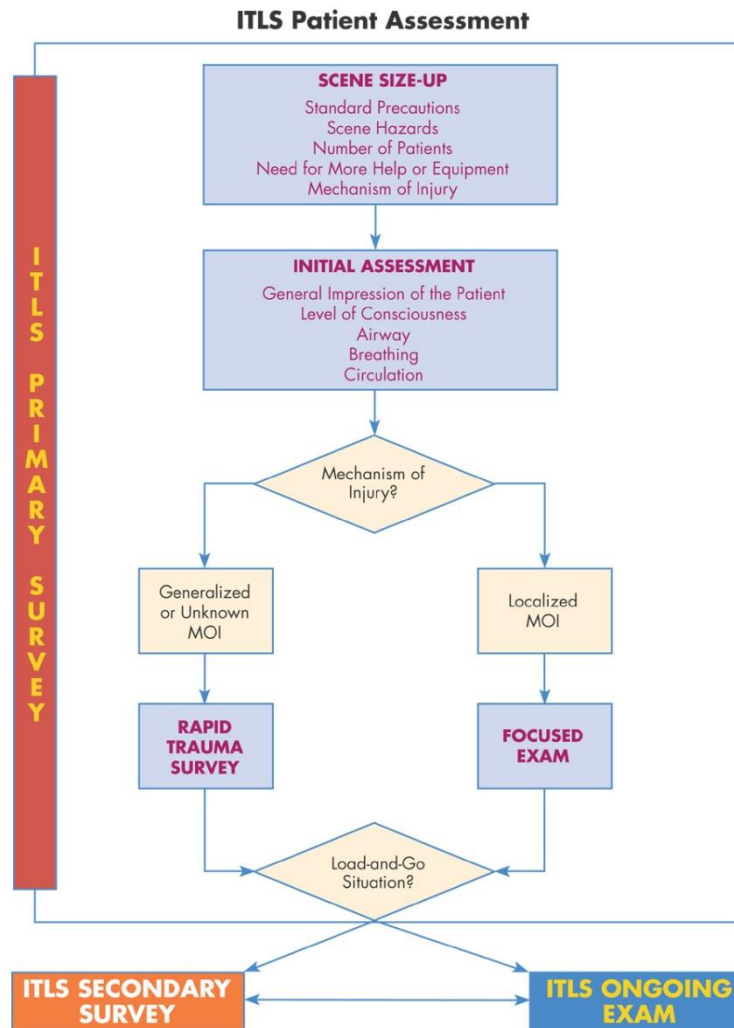 ITLS Patient Assessment
ITLS PRIMARY SURVEY
SCENE SIZE-UP
Standard Precautions
Scene Hazards
Number of Patients
Need for More Help or Equipment
Mechanism of Injury
INITIAL ASSESSMENT
General Impression of the Patient
Level of Consciousness
Airway
Breathing
Circulation
Mechanism of
Injury?
Generalized
or Unknown
MOI
Localized
MOI
RAPID
TRAUMA
SURVEY
FOCUSED
EXAM
Load-and-Go
Situation?
ITLS SECONDARY
SURVEY
ITLS ONGOING
EXAM